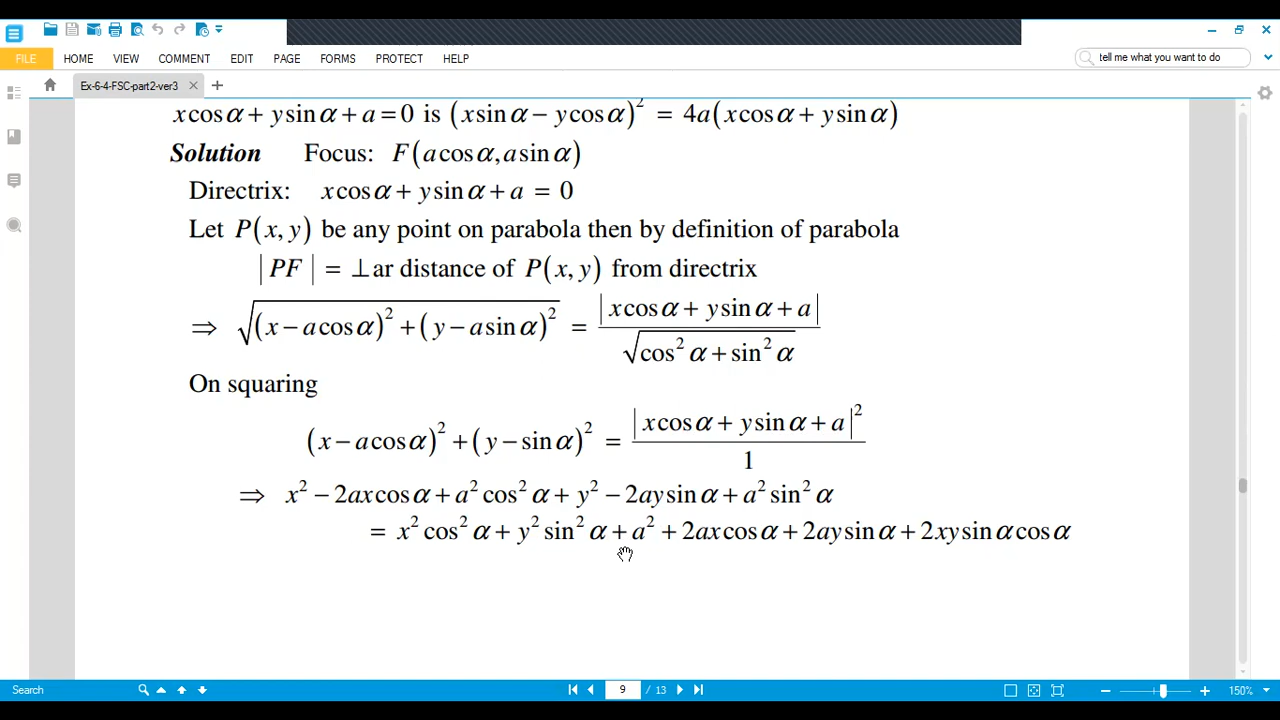 FILE HOME VIEW COMMENT EDIT PAGE FORMS PROTECT HELP tell me what you want to do
Ex-6-4-FSC-part2-ver3
x cos α + y sin α + a = 0 is (x sin α − y cos α)² = 4a(x cos α + y sin α)
Solution Focus: F(a cos α, a sin α)
Directrix: x cos α + y sin α + a = 0
Let P(x, y) be any point on parabola then by definition of parabola
|PF| = ⊥ar distance of P(x, y) from directrix
⇒ √((x − a cos α)² + (y − a sin α)²) = |x cos α + y sin α + a| / √(cos² α + sin² α)
On squaring
(x − a cos α)² + (y − sin α)² = |x cos α + y sin α + a|² / 1
⇒ x² − 2ax cos α + a² cos² α + y² − 2ay sin α + a² sin² α
= x² cos² α + y² sin² α + a² + 2ax cos α + 2ay sin α + 2xy sin α cos α
Search 9 / 13 150%